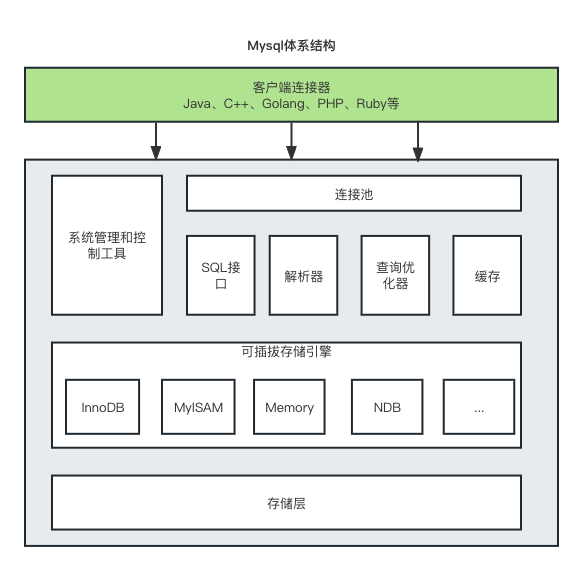 Mysql体系结构
客户端连接器
Java、C++、Golang、PHP、Ruby等
系统管理和控
制工具
连接池
SQL接
口
解析器
查询优
化器
缓存
可插拔存储引擎
InnoDB
MyISAM
Memory
NDB
...
存储层